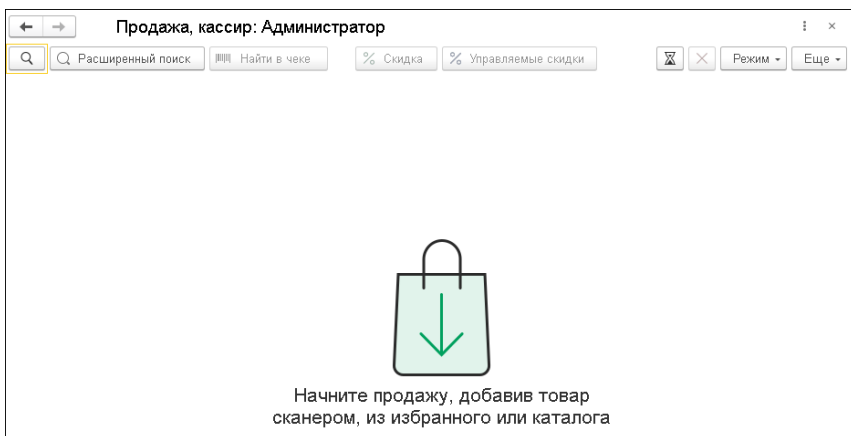 Продажа, кассир: Администратор
Расширенный поиск Найти в чеке % Скидка % Управляемые скидки Режим Еще
Начните продажу, добавив товар
сканером, из избранного или каталога